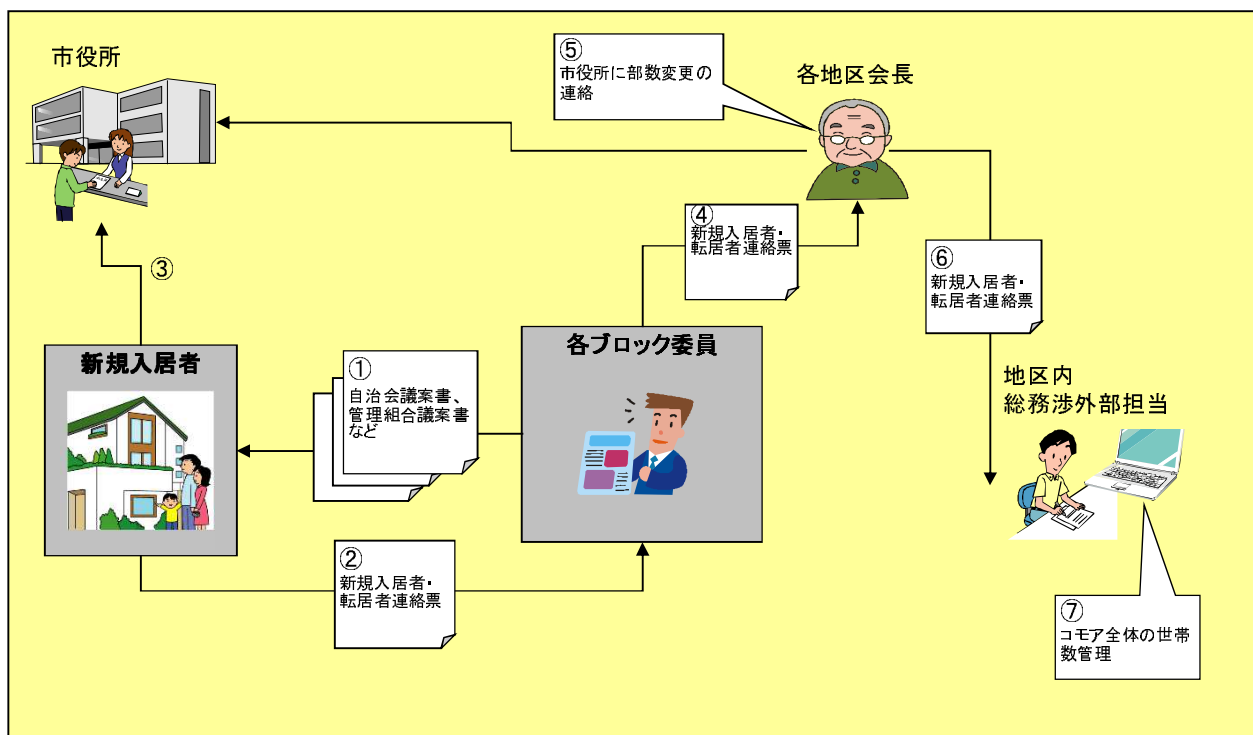 市役所
⑤
市役所に部数変更の
連絡
各地区会長
④
新規入居者・
転居者連絡票
③
⑥
新規入居者・
転居者連絡票
新規入居者
①
自治会議案書、
管理組合議案書
など
各ブロック委員
地区内
総務渉外部担当
②
新規入居者・
転居者連絡票
⑦
コモア全体の世帯
数管理